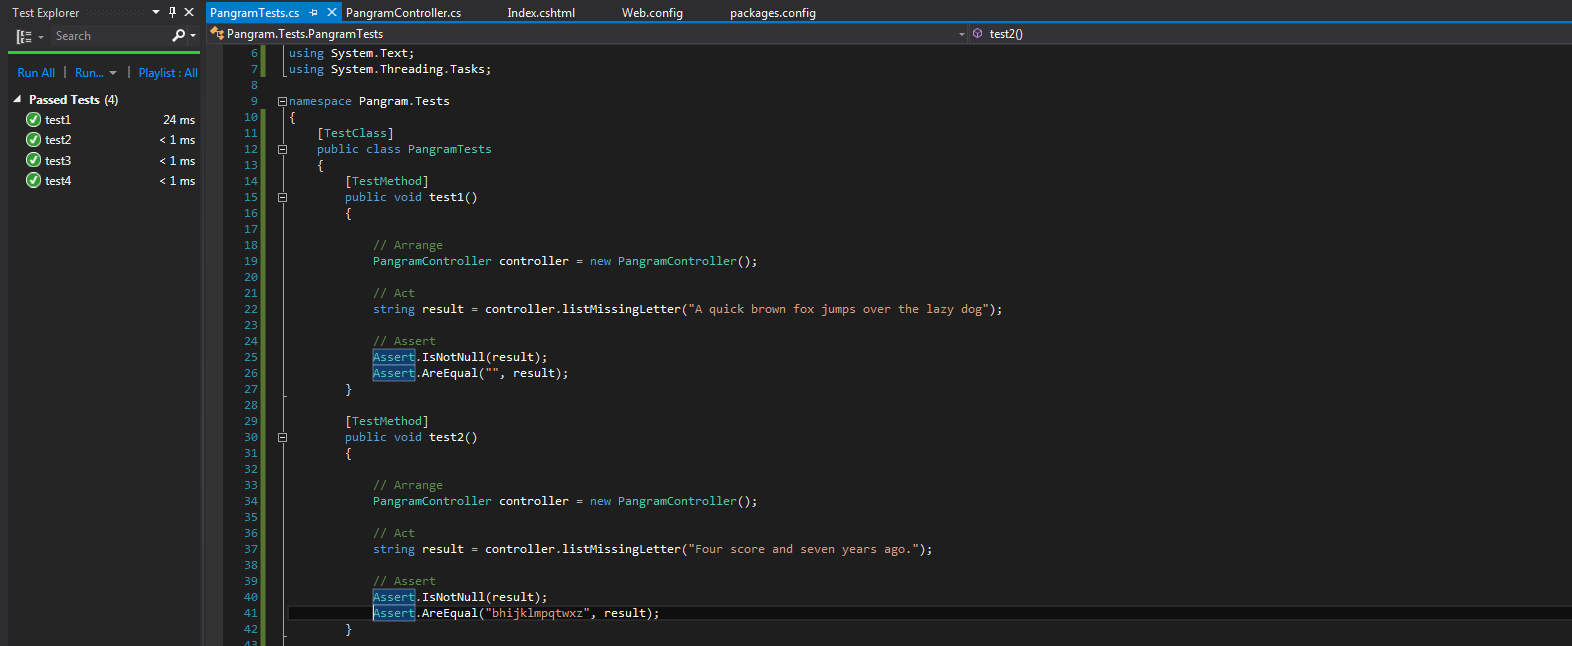 Test Explorer
Search
Run All | Run... | Playlist : All
Passed Tests (4)
test1 24 ms
test2 < 1 ms
test3 < 1 ms
test4 < 1 ms
PangramTests.cs PangramController.cs Index.cshtml Web.config packages.config
Pangram.Tests.PangramTests test2()
6 using System.Text;
7 using System.Threading.Tasks;
8
9 namespace Pangram.Tests
10 {
11 [TestClass]
12 public class PangramTests
13 {
14 [TestMethod]
15 public void test1()
16 {
17
18 // Arrange
19 PangramController controller = new PangramController();
20
21 // Act
22 string result = controller.listMissingLetter("A quick brown fox jumps over the lazy dog");
23
24 // Assert
25 Assert.IsNotNull(result);
26 Assert.AreEqual("", result);
27 }
28
29 [TestMethod]
30 public void test2()
31 {
32
33 // Arrange
34 PangramController controller = new PangramController();
35
36 // Act
37 string result = controller.listMissingLetter("Four score and seven years ago.");
38
39 // Assert
40 Assert.IsNotNull(result);
41 Assert.AreEqual("bhijklmpqtwxz", result);
42 }
43